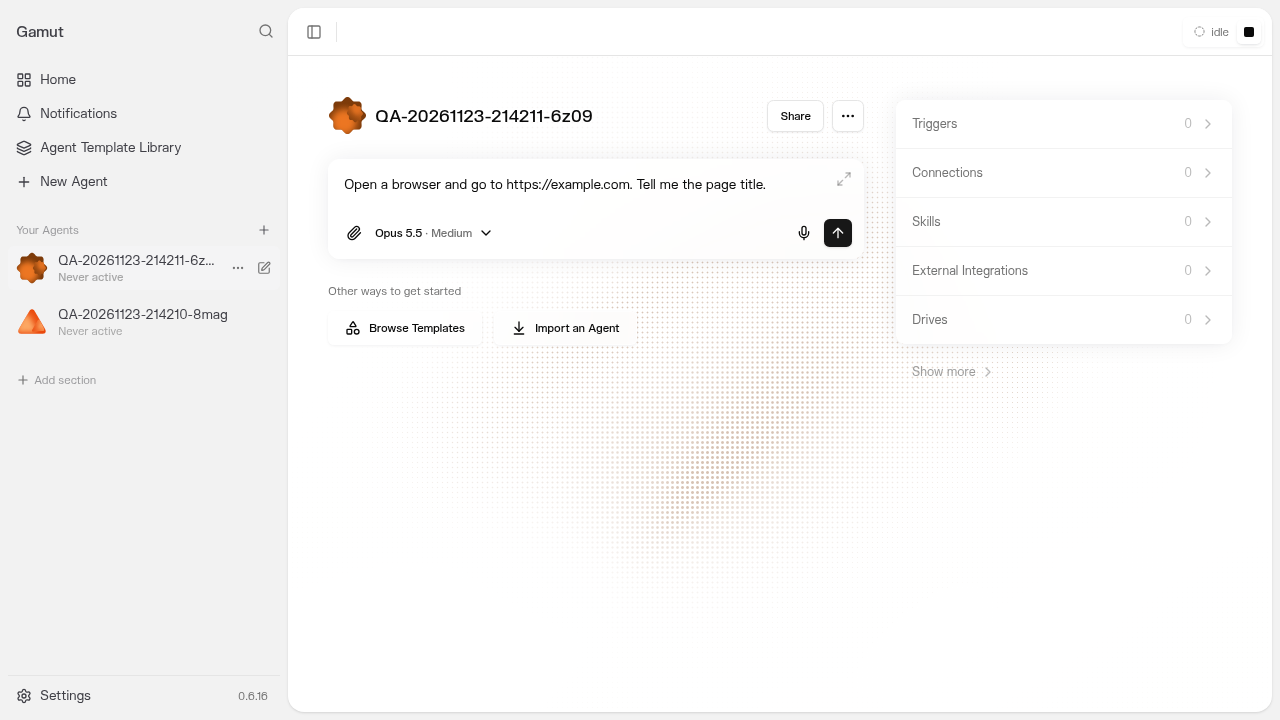 Gamut
Home
Notifications
Agent Template Library
New Agent
Your Agents
QA-20261123-214211-6z...
Never active
QA-20261123-214210-8mag
Never active
Add section
Settings
0.6.16
idle
QA-20261123-214211-6z09
Share
Open a browser and go to https://example.com. Tell me the page title.
Opus 5.5 · Medium
Other ways to get started
Browse Templates
Import an Agent
Triggers 0
Connections 0
Skills 0
External Integrations 0
Drives 0
Show more